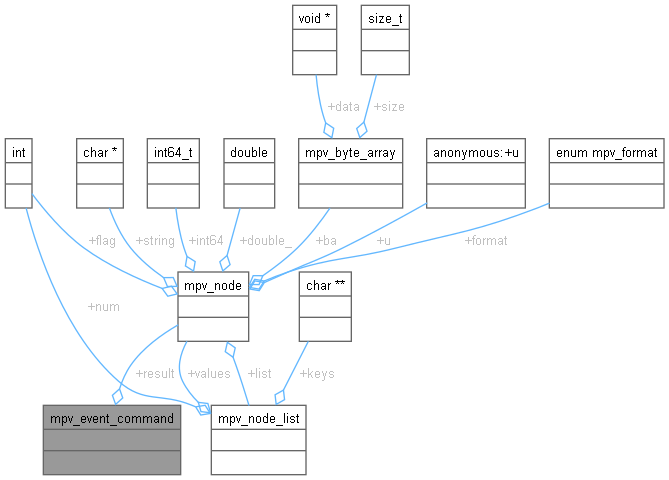 void *
size_t
+data
+size
int
char *
int64_t
double
mpv_byte_array
anonymous:+u
enum mpv_format
+flag
+string
+int64
+double_
+ba
+u
+format
mpv_node
char **
+num
+result
+values
+list
+keys
mpv_event_command
mpv_node_list